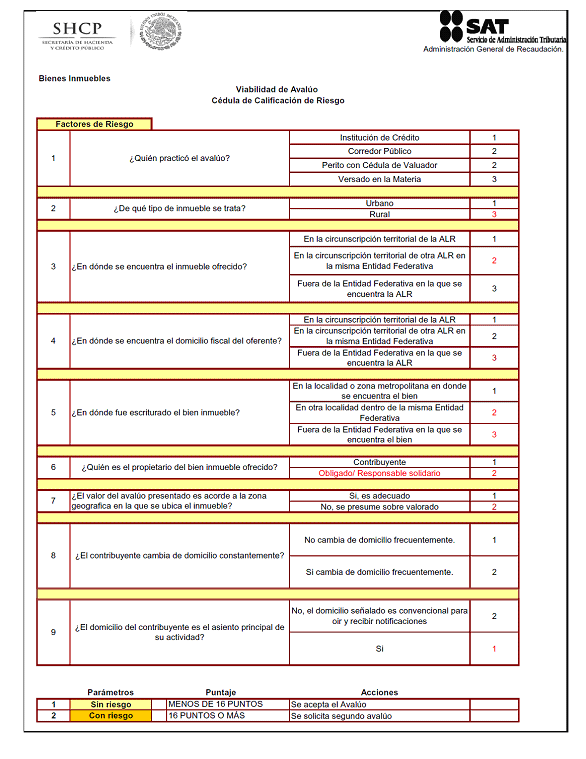 SHCP
SECRETARÍA DE HACIENDA
Y CRÉDITO PÚBLICO
SAT
Servicio de Administración Tributaria
Administración General de Recaudación.
Bienes Inmuebles
Viabilidad de Avalúo
Cédula de Calificación de Riesgo
Factores de Riesgo
1 ¿Quién practicó el avalúo?
Institución de Crédito 1
Corredor Público 2
Perito con Cédula de Valuador 2
Versado en la Materia 3
2 ¿De qué tipo de inmueble se trata?
Urbano 1
Rural 3
3 ¿En dónde se encuentra el inmueble ofrecido?
En la circunscripción territorial de la ALR 1
En la circunscripción territorial de otra ALR en
la misma Entidad Federativa 2
Fuera de la Entidad Federativa en la que se
encuentra la ALR 3
4 ¿En dónde se encuentra el domicilio fiscal del oferente?
En la circunscripción territorial de la ALR 1
En la circunscripción territorial de otra ALR en
la misma Entidad Federativa 2
Fuera de la Entidad Federativa en la que se
encuentra la ALR 3
5 ¿En dónde fue escriturado el bien inmueble?
En la localidad o zona metropolitana en donde
se encuentra el bien 1
En otra localidad dentro de la misma Entidad
Federativa 2
Fuera de la Entidad Federativa en la que se
encuentra el bien 3
6 ¿Quién es el propietario del bien inmueble ofrecido?
Contribuyente 1
Obligado/ Responsable solidario 2
7 ¿El valor del avalúo presentado es acorde a la zona
geografica en la que se ubica el inmueble?
Si, es adecuado 1
No, se presume sobre valorado 2
8 ¿El contribuyente cambia de domicilio constantemente?
No cambia de domicilio frecuentemente. 1
Si cambia de domicilio frecuentemente. 2
9 ¿El domicilio del contribuyente es el asiento principal de
su actividad?
No, el domicilio señalado es convencional para
oir y recibir notificaciones 2
Si 1
Parámetros Puntaje Acciones
1 Sin riesgo MENOS DE 16 PUNTOS Se acepta el Avalúo
2 Con riesgo 16 PUNTOS O MÁS Se solicita segundo avalúo